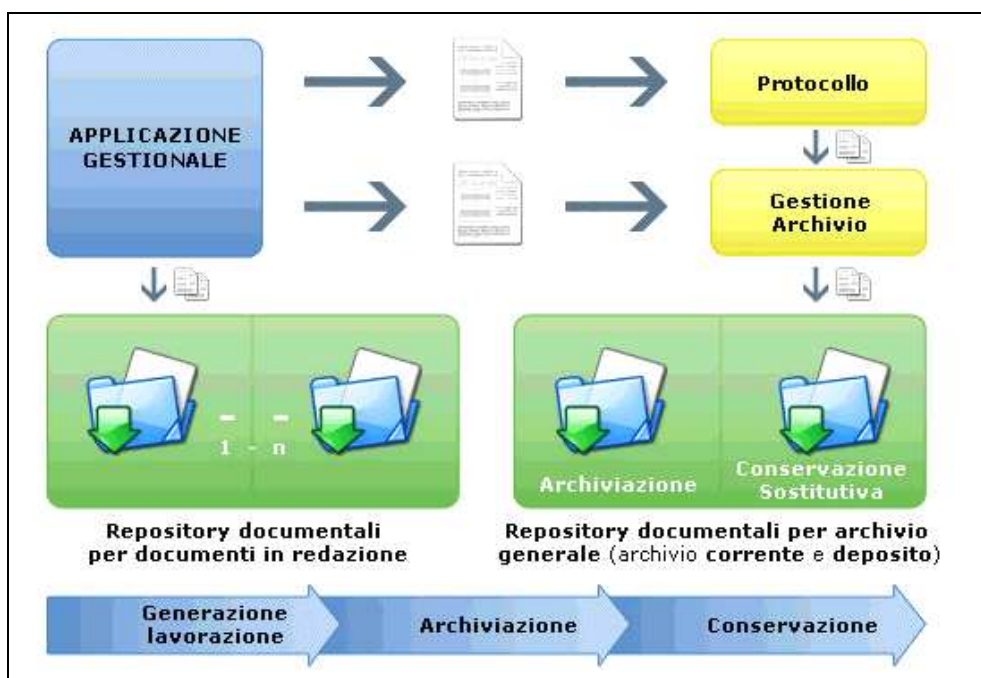 APPLICAZIONE
GESTIONALE
Protocollo
Gestione
Archivio
1 - n
Archiviazione
Conservazione
Sostitutiva
Repository documentali
per documenti in redazione
Repository documentali per archivio
generale (archivio corrente e deposito)
Generazione
lavorazione
Archiviazione
Conservazione